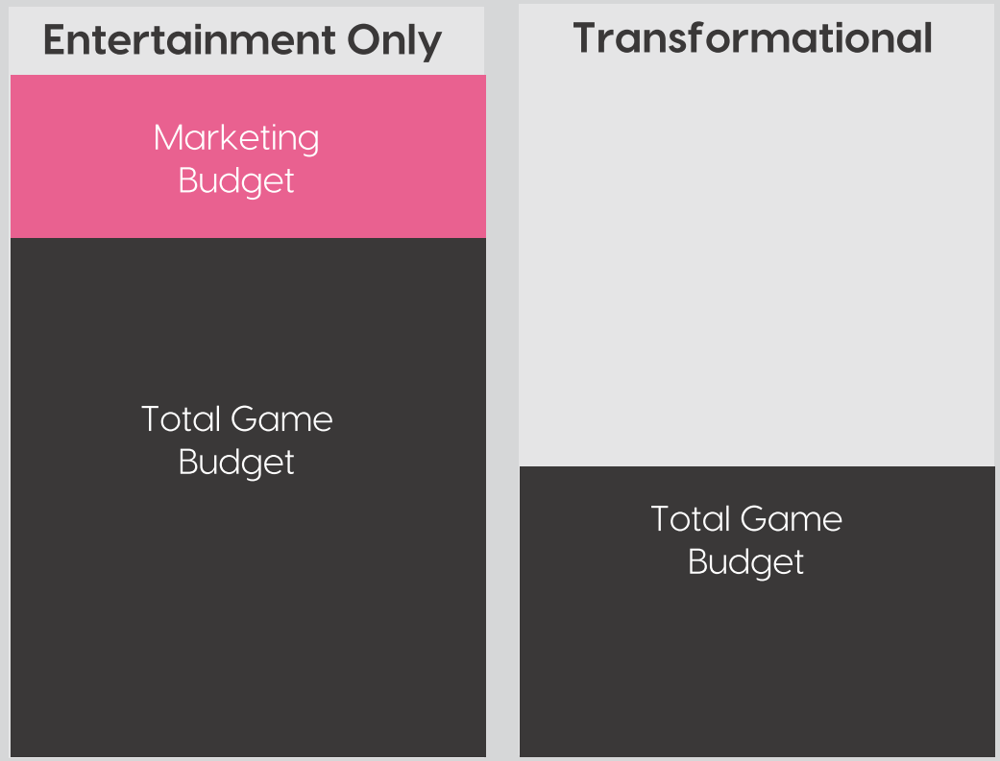 Entertainment Only
Marketing
Budget
Total Game
Budget
Transformational
Total Game
Budget